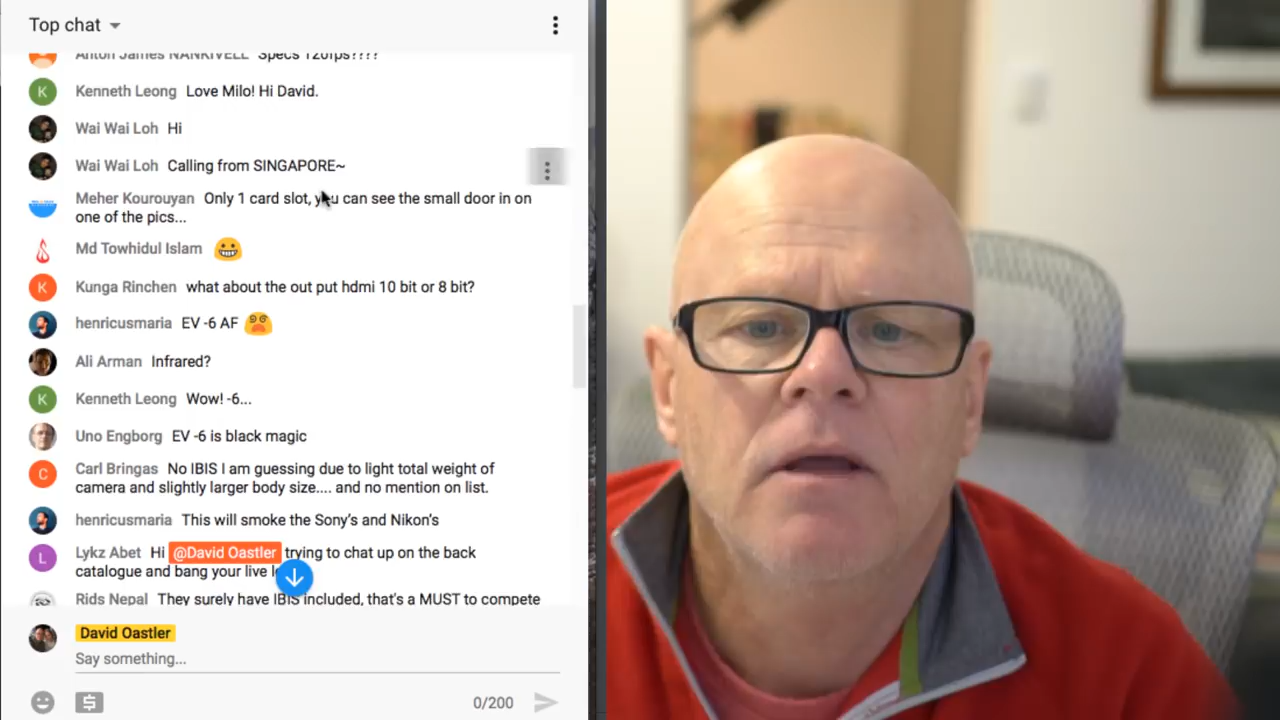 Top chat
Anton James NANKIVELL Specs 120fps????
K Kenneth Leong Love Milo! Hi David.
Wai Wai Loh Hi
Wai Wai Loh Calling from SINGAPORE~
Meher Kourouyan Only 1 card slot, you can see the small door in on
one of the pics...
Md Towhidul Islam
K Kunga Rinchen what about the out put hdmi 10 bit or 8 bit?
henricusmaria EV -6 AF
Ali Arman Infrared?
K Kenneth Leong Wow! -6...
Uno Engborg EV -6 is black magic
C Carl Bringas No IBIS I am guessing due to light total weight of
camera and slightly larger body size.... and no mention on list.
henricusmaria This will smoke the Sony's and Nikon's
L Lykz Abet Hi @David Oastler trying to chat up on the back
catalogue and bang your live
Rids Nepal They surely have IBIS included, that's a MUST to compete
David Oastler
Say something...
$ 0/200